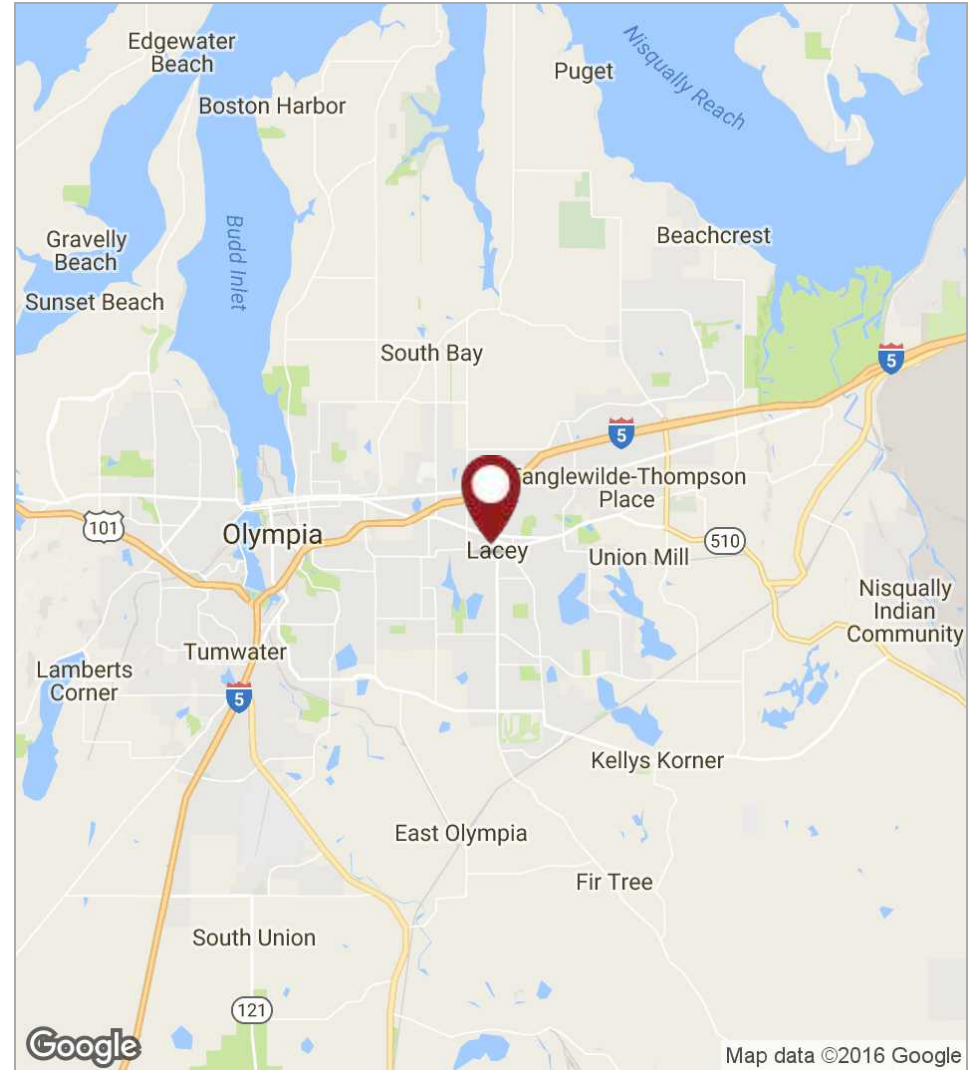 Edgewater
Beach
Puget
Nisqually Reach
Boston Harbor
Budd Inlet
Gravelly
Beach
Beachcrest
Sunset Beach
South Bay
5
5
Tanglewilde-Thompson
Place
101
Olympia
Lacey
Union Mill
510
Nisqually
Indian
Community
Tumwater
Lamberts
Corner
5
Kellys Korner
East Olympia
Fir Tree
South Union
121
Google
Map data ©2016 Google